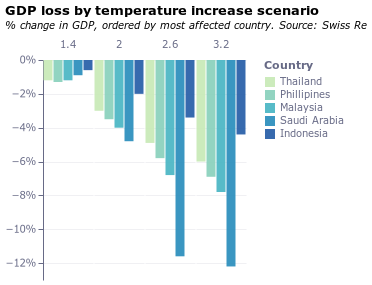 GDP loss by temperature increase scenario
% change in GDP, ordered by most affected country. Source: Swiss Re
1.4 2 2.6 3.2
0%
−2%
−4%
−6%
−8%
−10%
−12%
Country
Thailand
Phillipines
Malaysia
Saudi Arabia
Indonesia